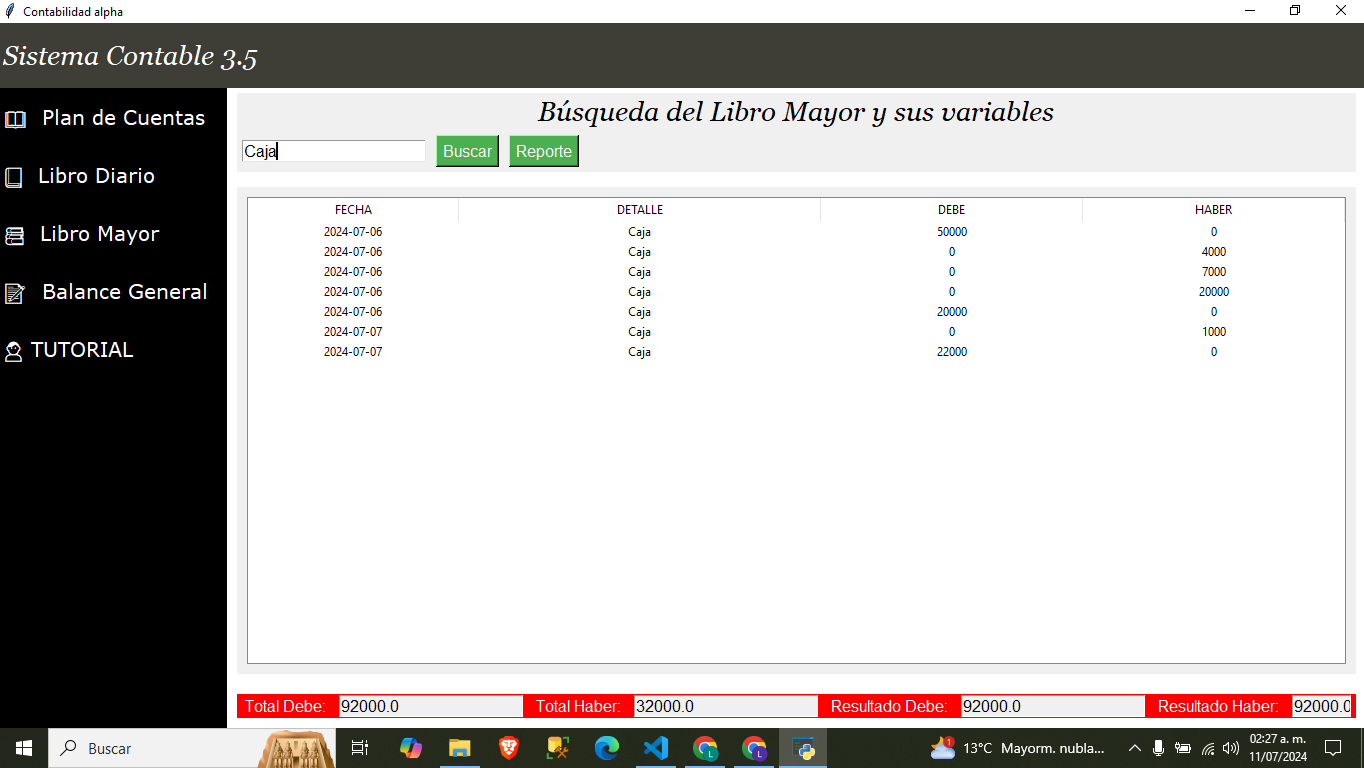 Contabilidad alpha
Sistema Contable 3.5
Plan de Cuentas
Libro Diario
Libro Mayor
Balance General
TUTORIAL
Búsqueda del Libro Mayor y sus variables
Caja Buscar Reporte
FECHA DETALLE DEBE HABER
2024-07-06 Caja 50000 0
2024-07-06 Caja 0 4000
2024-07-06 Caja 0 7000
2024-07-06 Caja 0 20000
2024-07-06 Caja 20000 0
2024-07-07 Caja 0 1000
2024-07-07 Caja 22000 0
Total Debe: 92000.0 Total Haber: 32000.0 Resultado Debe: 92000.0 Resultado Haber: 92000.0
Buscar L L 1 13°C Mayorm. nubla... 02:27 a. m.
11/07/2024